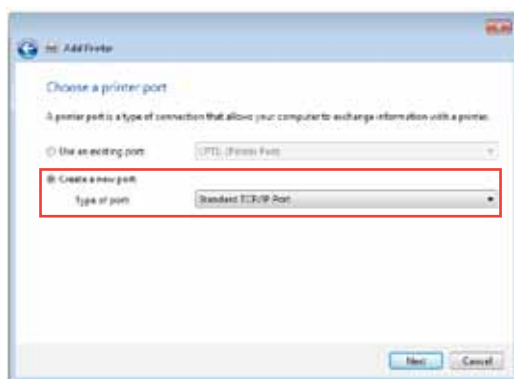 Add Printer
Choose a printer port
A printer port is a type of connection that allows your computer to exchange information with a printer.
Use an existing port:
(Printer Port)
Create a new port:
Type of port:
Standard TCP/IP Port
Next
Cancel